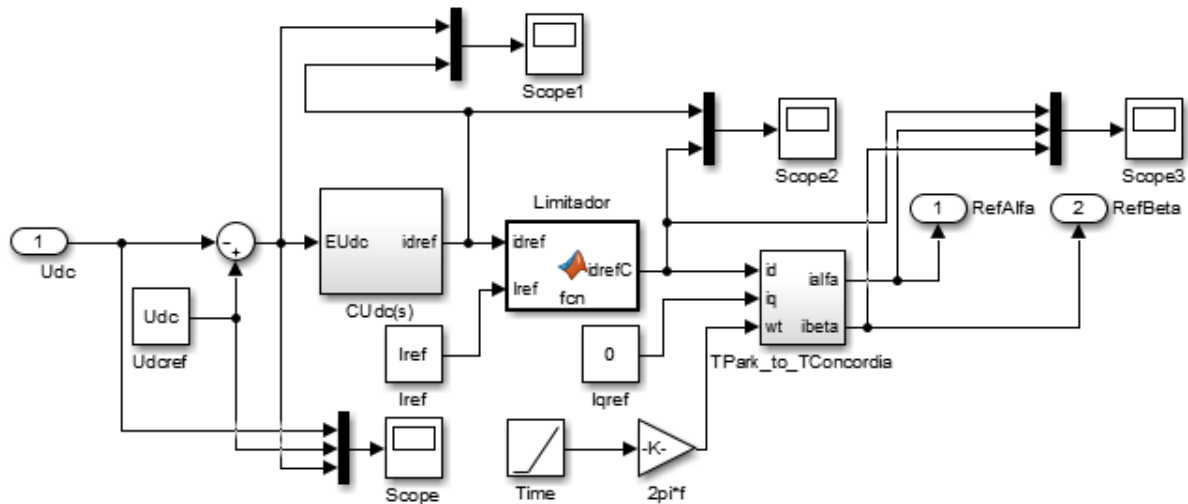 Scope1
Scope2
Scope3
Limitador
1
RefAlfa
2
RefBeta
1
Udc
-
+
EUdc
idref
CUdc(s)
idref
Iref
idrefC
fcn
id
iq
wt
ialfa
ibeta
TPark_to_TConcordia
Udc
Udcref
Iref
Iref
0
Iqref
Scope
Time
-K-
2pi*f